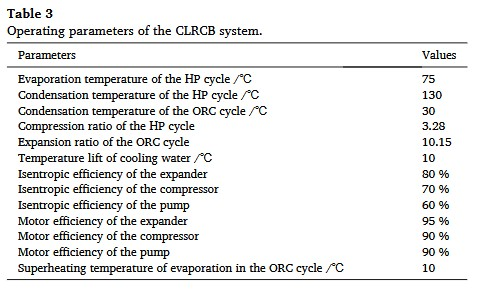 Table 3
Operating parameters of the CLRCB system.
Parameters Values
Evaporation temperature of the HP cycle /℃ 75
Condensation temperature of the HP cycle /℃ 130
Condensation temperature of the ORC cycle /℃ 30
Compression ratio of the HP cycle 3.28
Expansion ratio of the ORC cycle 10.15
Temperature lift of cooling water /℃ 10
Isentropic efficiency of the expander 80 %
Isentropic efficiency of the compressor 70 %
Isentropic efficiency of the pump 60 %
Motor efficiency of the expander 95 %
Motor efficiency of the compressor 90 %
Motor efficiency of the pump 90 %
Superheating temperature of evaporation in the ORC cycle /℃ 10